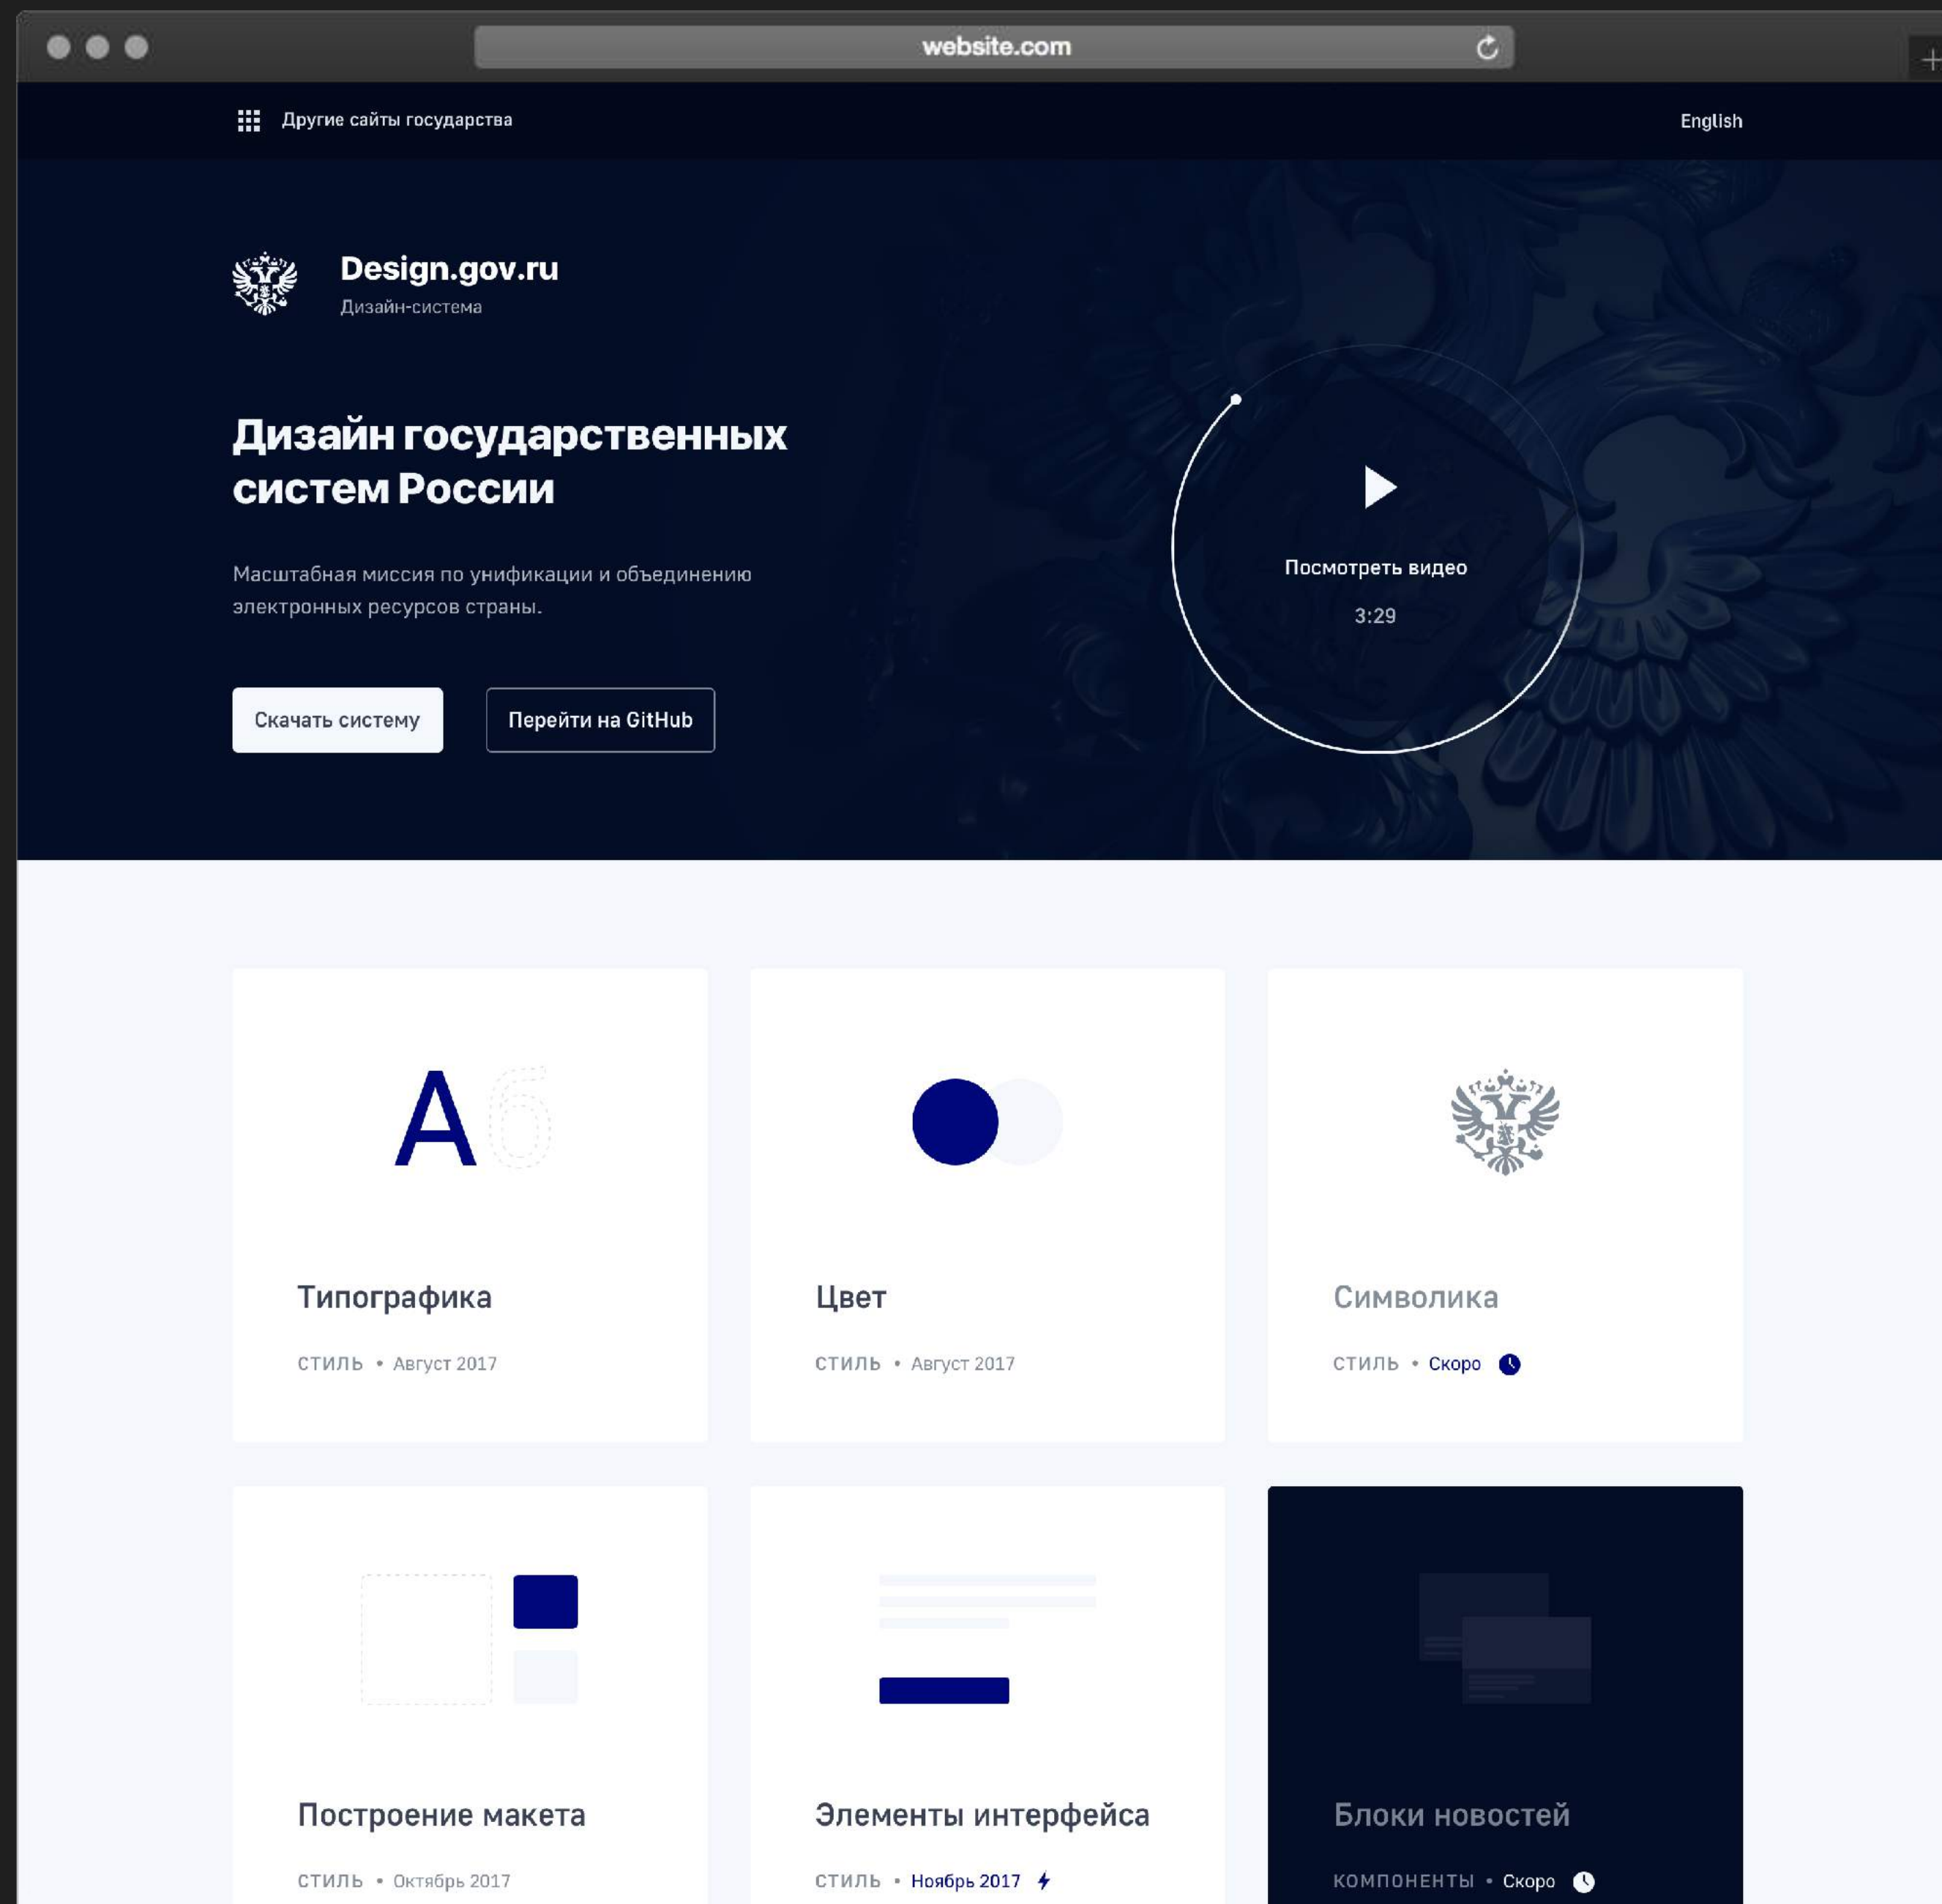 website.com
Другие сайты государства
English
Design.gov.ru
Дизайн-система
Дизайн государственных
систем России
Масштабная миссия по унификации и объединению
электронных ресурсов страны.
Скачать систему
Перейти на GitHub
Посмотреть видео
3:29
Аб
Типографика
СТИЛЬ • Август 2017
Цвет
СТИЛЬ • Август 2017
Символика
СТИЛЬ • Скоро
Построение макета
СТИЛЬ • Октябрь 2017
Элементы интерфейса
СТИЛЬ • Ноябрь 2017
Блоки новостей
КОМПОНЕНТЫ • Скоро